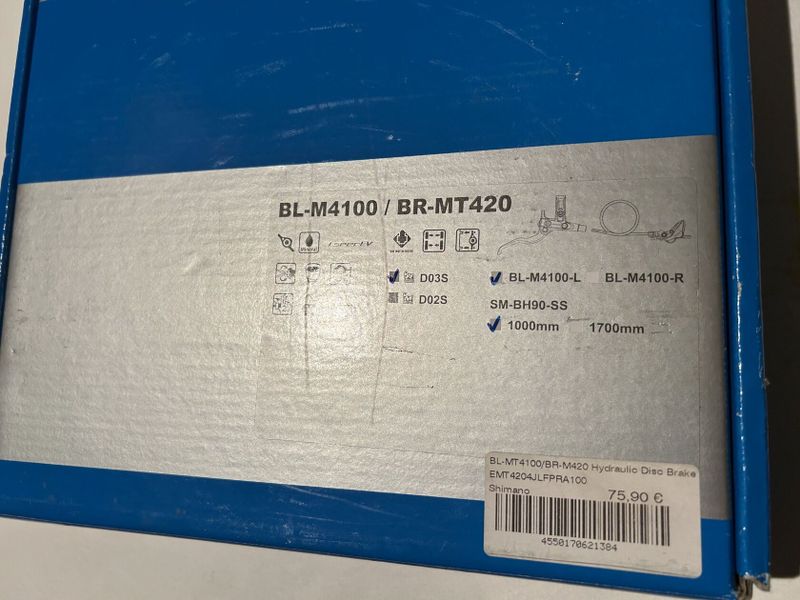 BL-M4100 / BR-MT420
Mineral
D03S
BL-M4100-L BL-M4100-R
D02S
SM-BH90-SS
1000mm 1700mm
BL-MT4100/BR-M420 Hydraulic Disc Brake
EMT4204JLFPRA100
Shimano 75,90 €
4550170621384